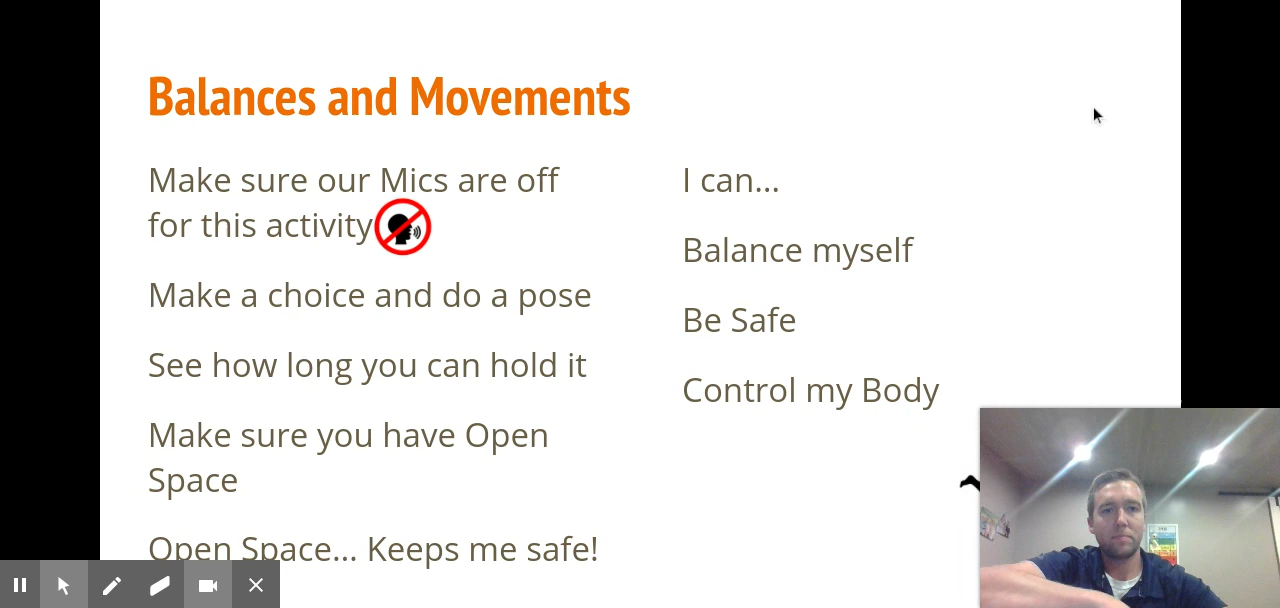 Balances and Movements
Make sure our Mics are off
for this activity
Make a choice and do a pose
See how long you can hold it
Make sure you have Open
Space
Open Space... Keeps me safe!
I can...
Balance myself
Be Safe
Control my Body